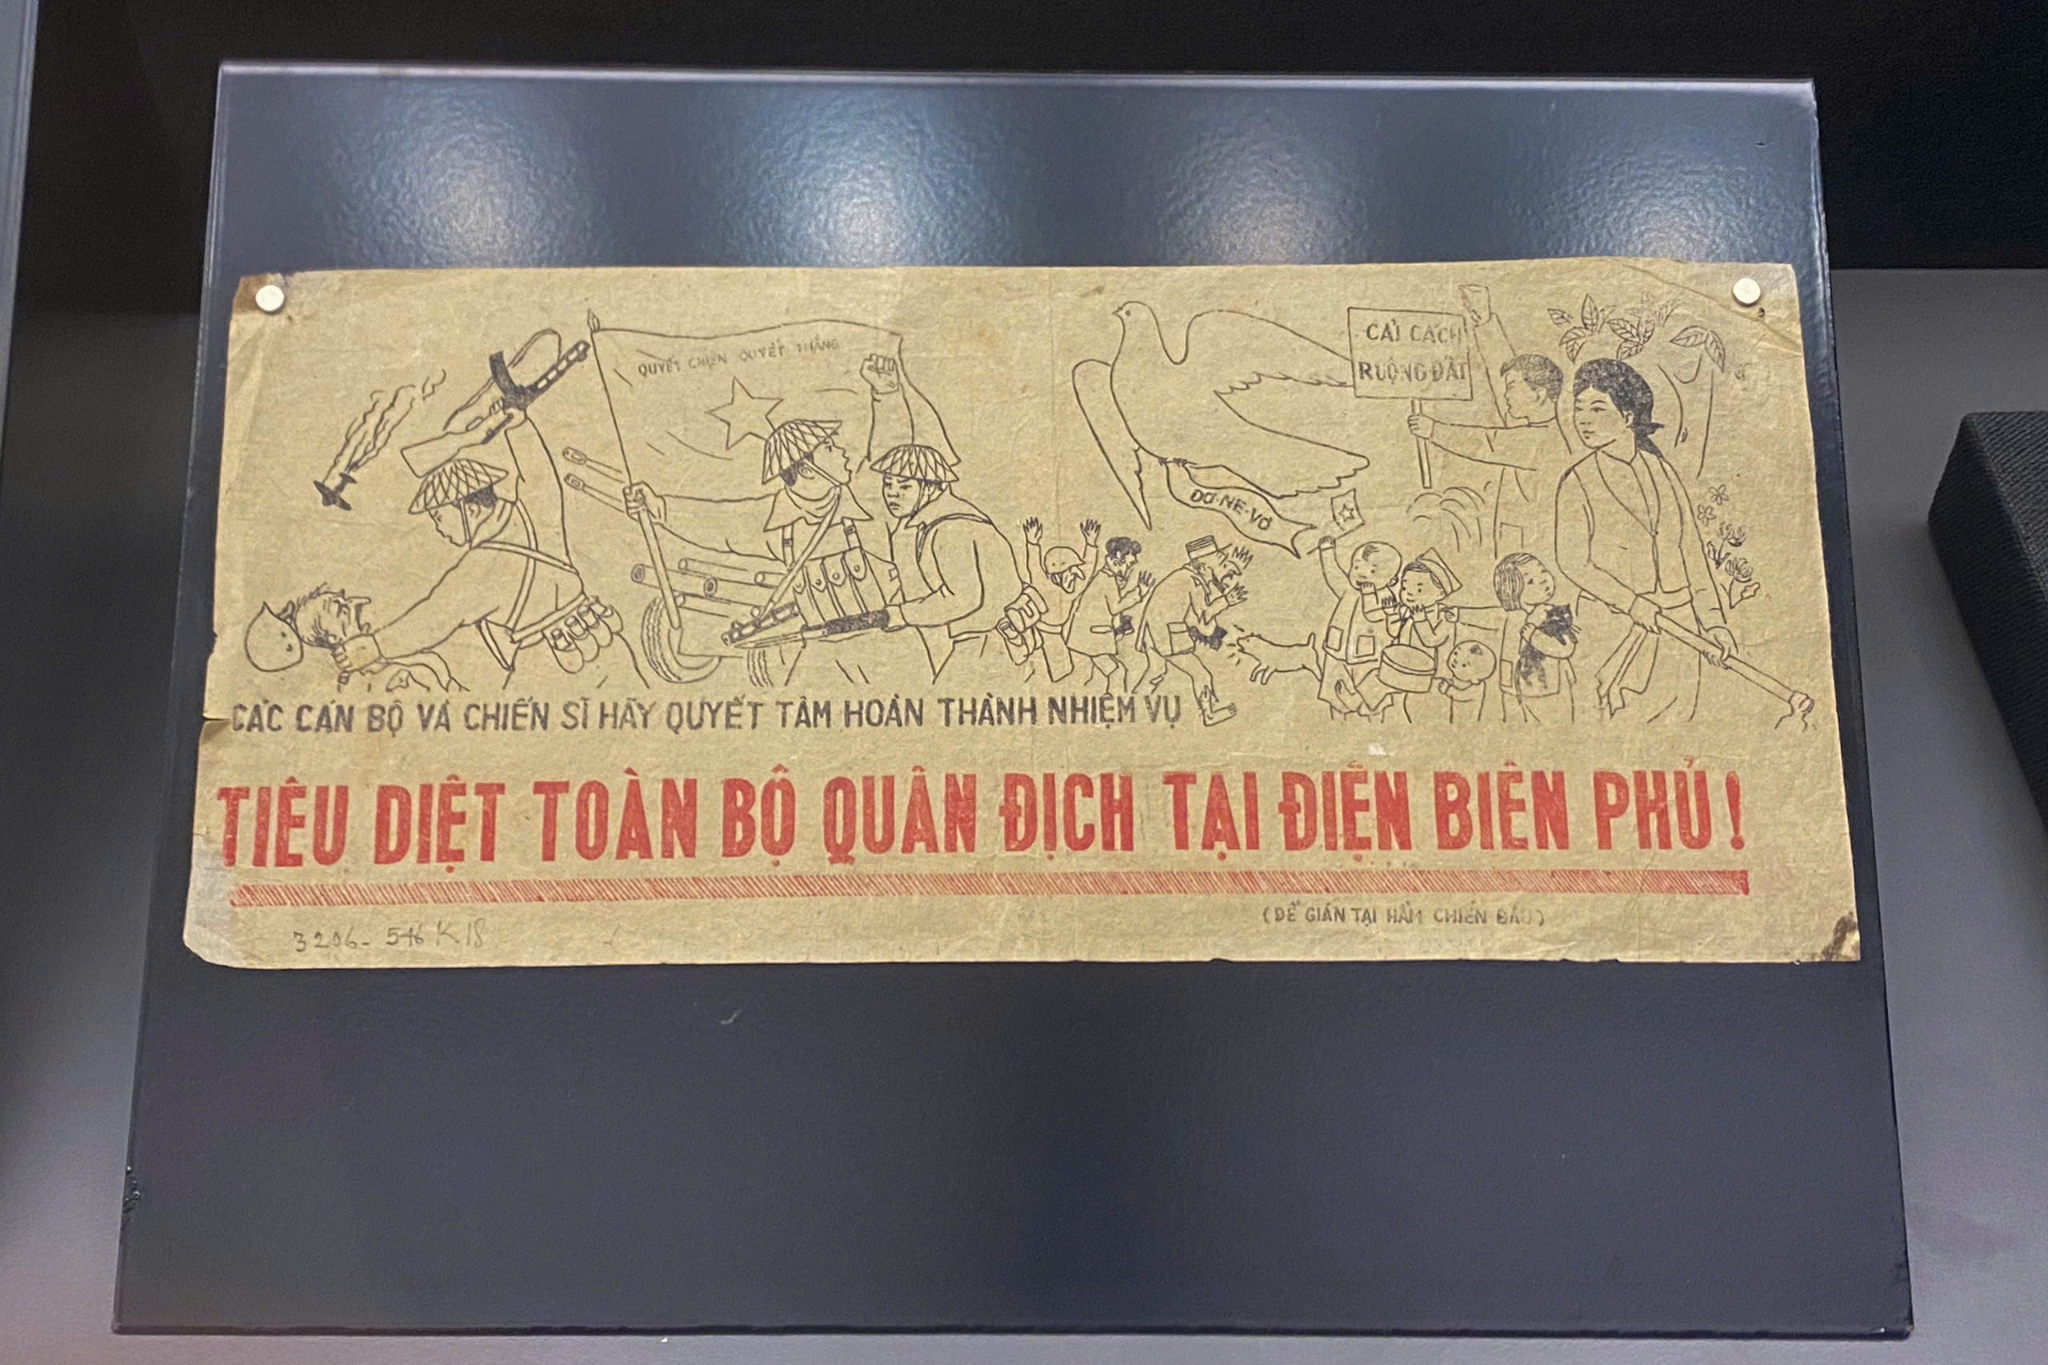 QUYẾT CHIẾN QUYẾT THẮNG
CẢI CÁCH
RUỘNG ĐẤT
DƠ-NE-VƠ
CÁC CÁN BỘ VÀ CHIẾN SĨ HÃY QUYẾT TÂM HOÀN THÀNH NHIỆM VỤ
TIÊU DIỆT TOÀN BỘ QUÂN ĐỊCH TẠI ĐIỆN BIÊN PHỦ!
(ĐỂ GIÁN TẠI HẦM CHIẾN ĐẤU)
3206- 546 K18